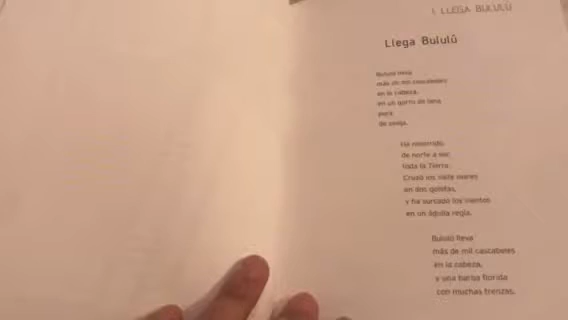 I. LLEGA BULULÚ
Llega Bululú
Bululú lleva
más de mil cascabeles
en la cabeza,
en un gorro de lana
pura
de oveja.
Ha recorrido
de norte a sur
toda la Tierra.
Cruzó los siete mares
en dos goletas,
y ha surcado los vientos
en un águila regia.
Bululú lleva
más de mil cascabeles
en la cabeza,
y una barba florida
con muchas trenzas,